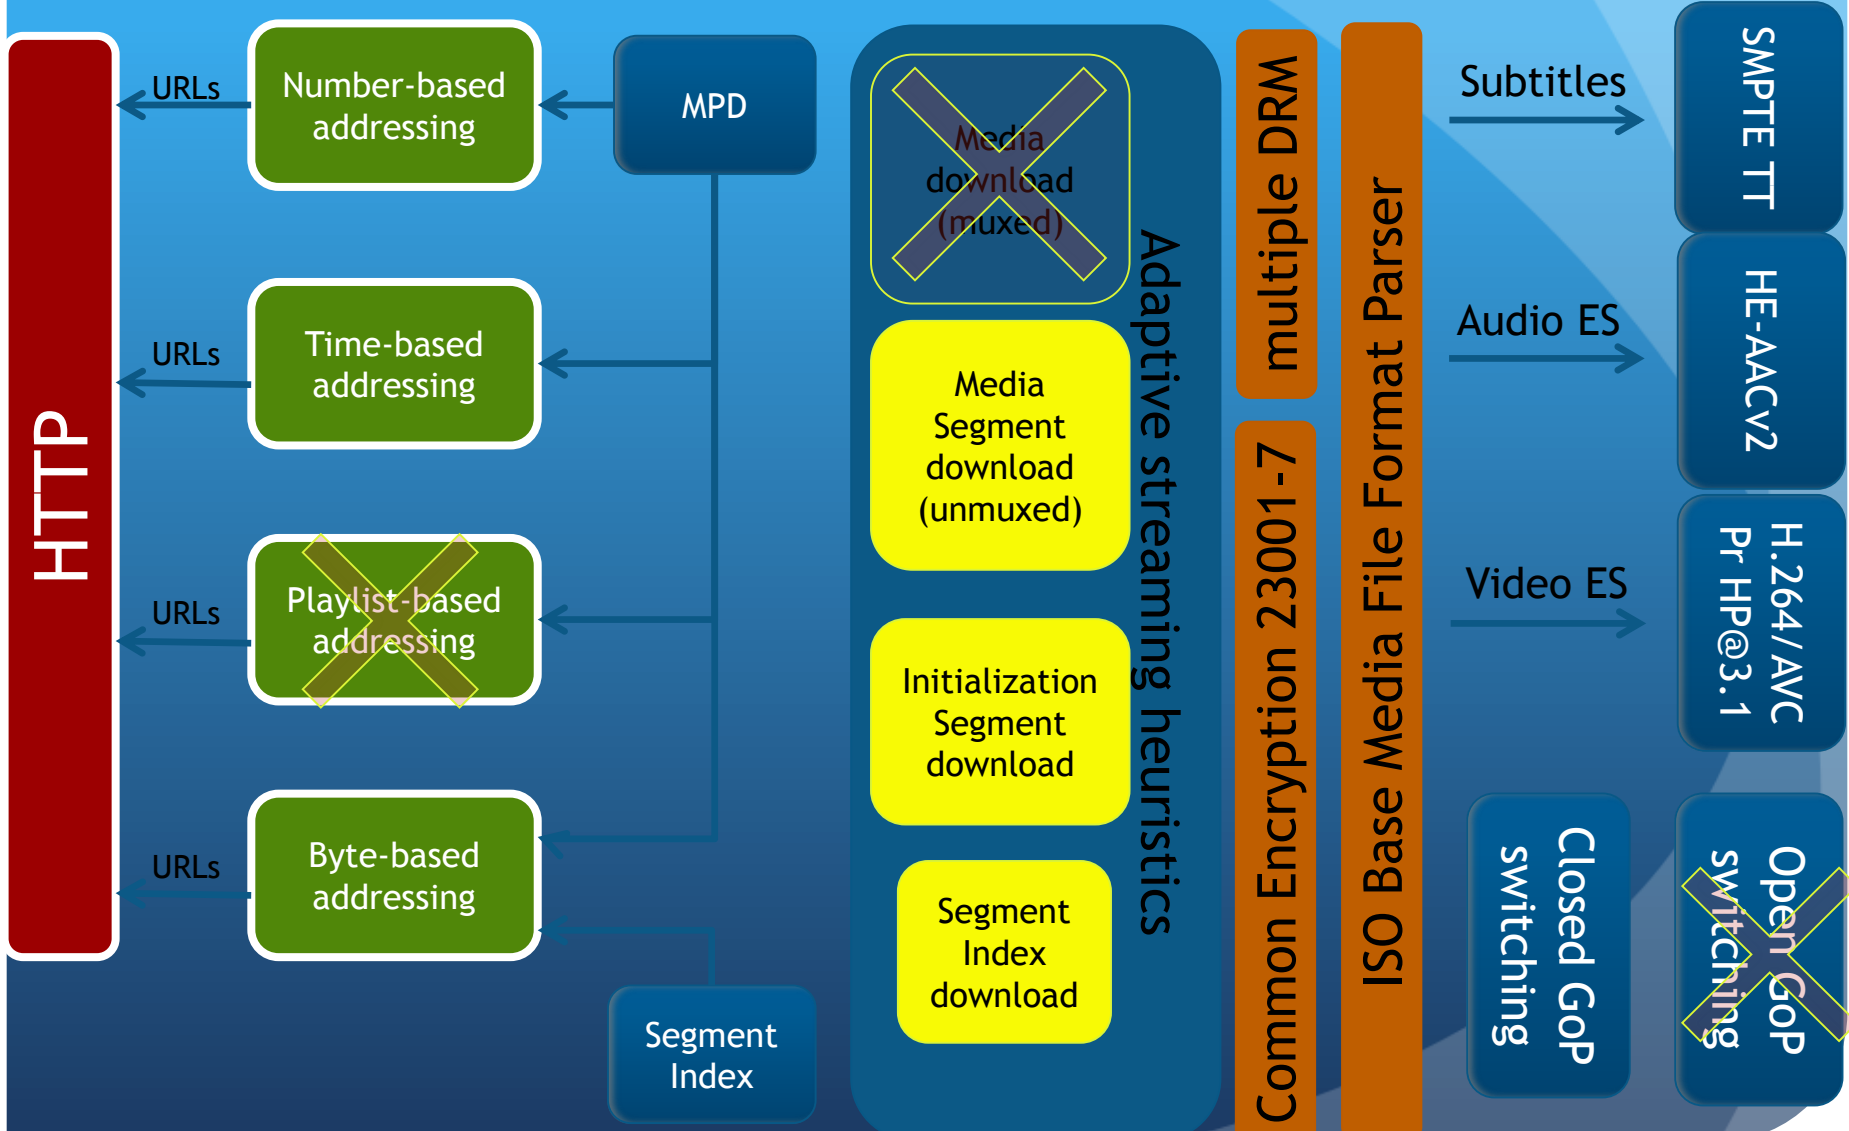 HTTP
URLs
Number-based
addressing
MPD
URLs
Time-based
addressing
URLs
Playlist-based
addressing
URLs
Byte-based
addressing
Segment
Index
Media
download
(muxed)
Media
Segment
download
(unmuxed)
Initialization
Segment
download
Segment
Index
download
Adaptive streaming heuristics
multiple DRM
Common Encryption 23001-7
ISO Base Media File Format Parser
Subtitles
SMPTE TT
Audio ES
HE-AACv2
Video ES
H.264/AVC
Pr HP@3.1
Closed GoP
switching
Open GoP
switching